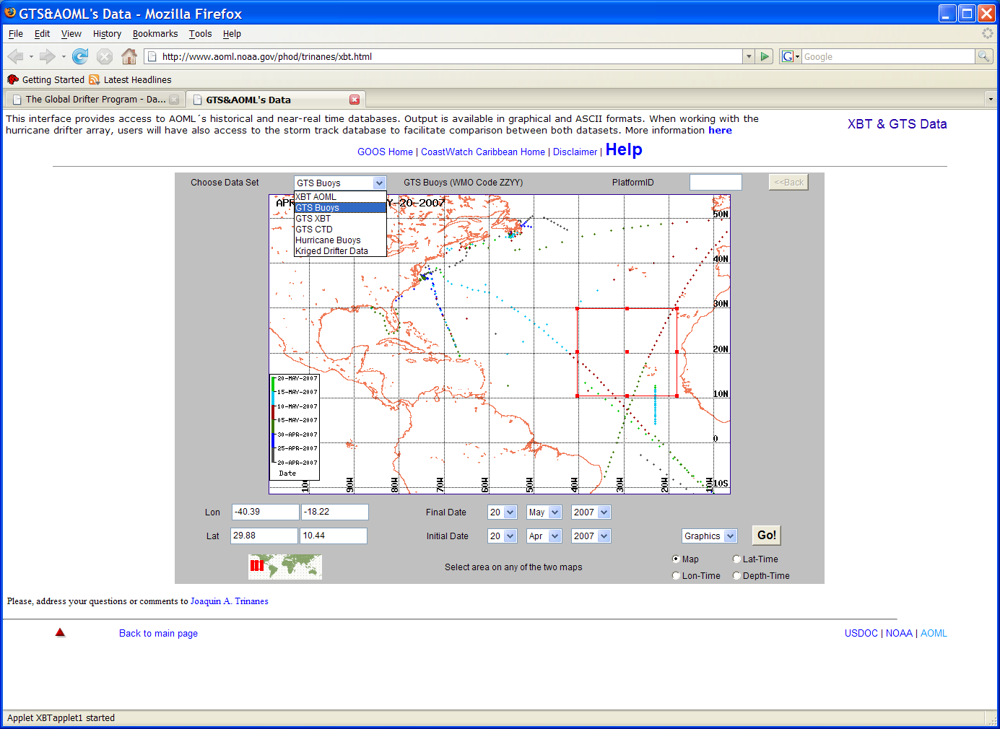 GTS&AOML's Data - Mozilla Firefox
File Edit View History Bookmarks Tools Help
http://www.aoml.noaa.gov/phod/trinanes/xbt.html
G Google
Getting Started Latest Headlines
The Global Drifter Program - Da... GTS&AOML's Data
This interface provides access to AOML´s historical and near-real time databases. Output is available in graphical and ASCII formats. When working with the
hurricane drifter array, users will have also access to the storm track database to facilitate comparison between both datasets. More information here
XBT & GTS Data
GOOS Home | CoastWatch Caribbean Home | Disclaimer | Help
Choose Data Set GTS Buoys GTS Buoys (WMO Code ZZYY) PlatformID <<Back
XBT AOML
GTS Buoys
GTS XBT
GTS CTD
Hurricane Buoys
Kriged Drifter Data
APR Y-20-2007
50N
40N
30N
20N
10N
0
10S
20-MAY-2007
15-MAY-2007
10-MAY-2007
05-MAY-2007
30-APR-2007
25-APR-2007
20-APR-2007
Date
90W 80W 70W 60W 50W 40W 30W 20W 10W
Lon -40.39 -18.22 Final Date 20 May 2007
Lat 29.88 10.44 Initial Date 20 Apr 2007 Graphics Go!
Select area on any of the two maps
Map Lat-Time
Lon-Time Depth-Time
Please, address your questions or comments to Joaquin A. Trinanes
Back to main page USDOC | NOAA | AOML
Applet XBTapplet1 started